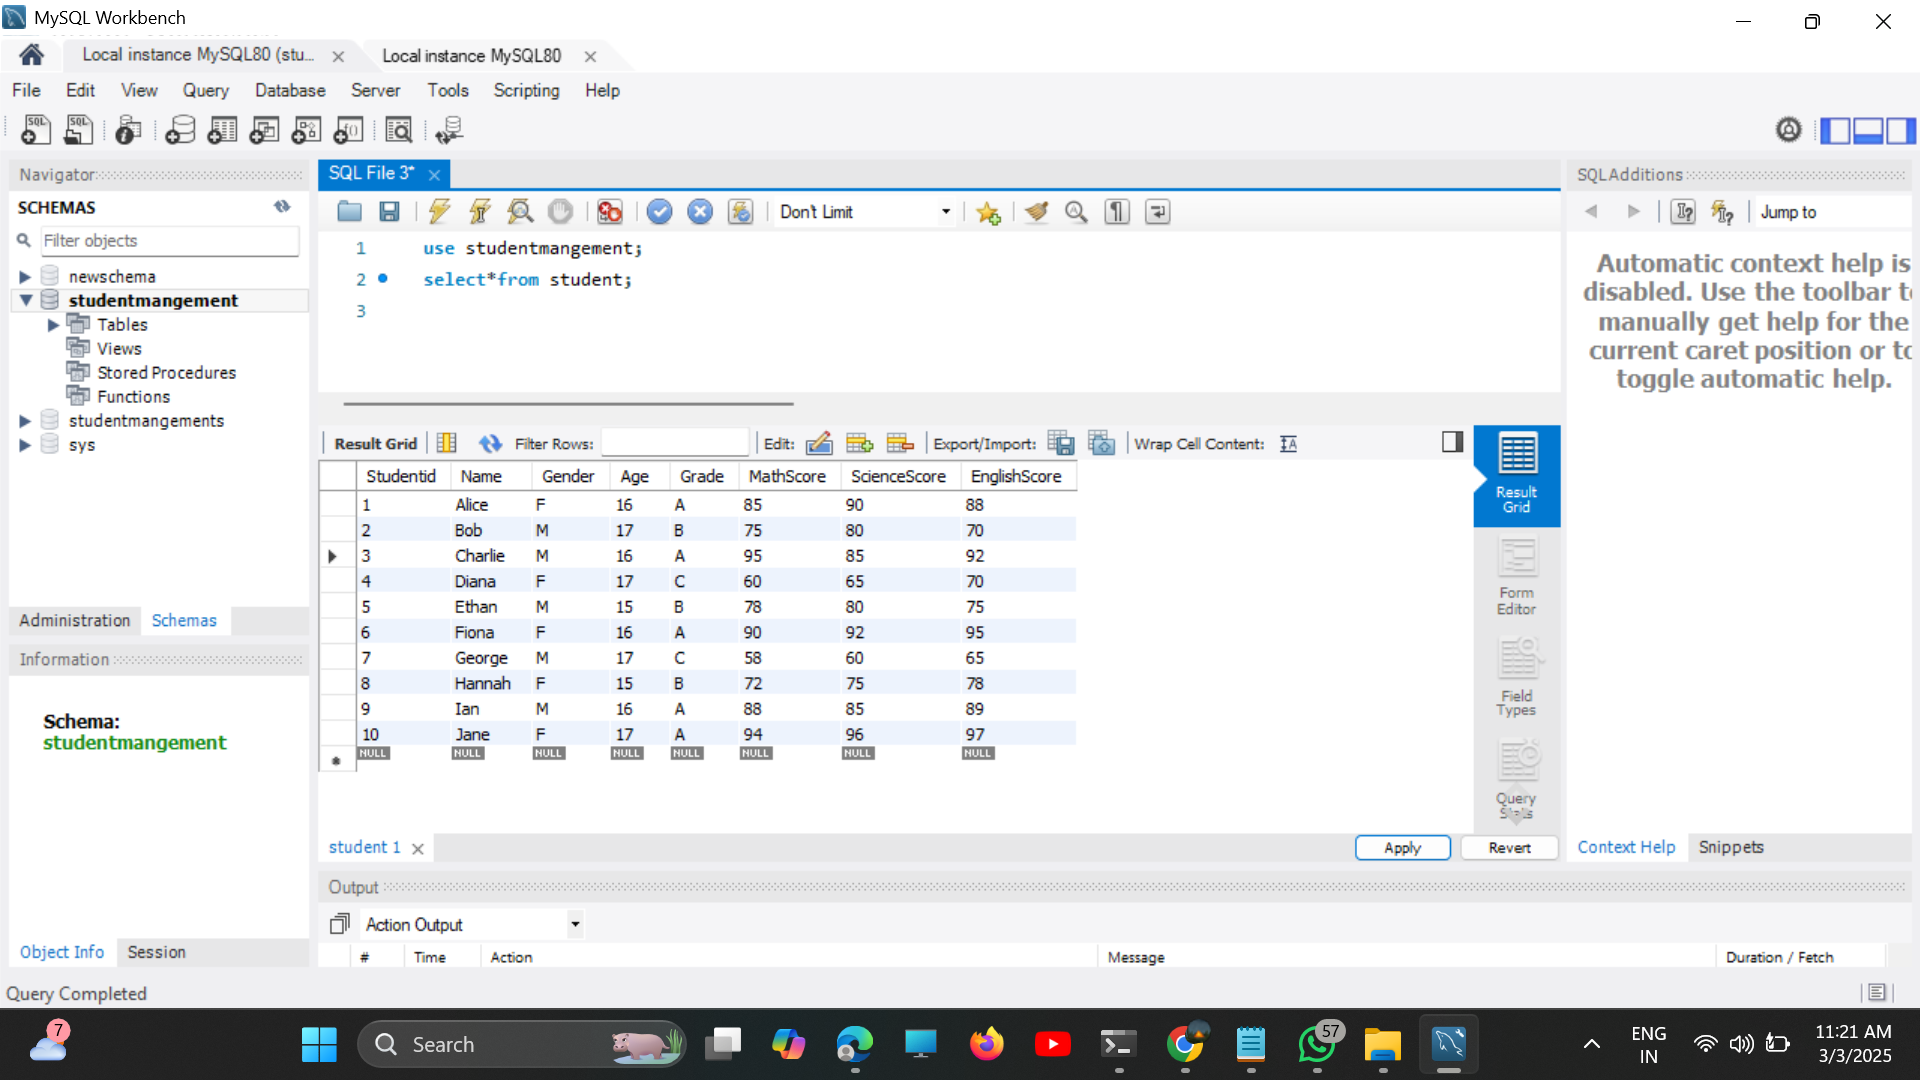 MySQL Workbench
Local instance MySQL80 (stu...
Local instance MySQL80
File Edit View Query Database Server Tools Scripting Help
Navigator
SQL File 3*
SQLAdditions
SCHEMAS
Don't Limit
Jump to
Filter objects
1 use studentmangement;
2 select*from student;
3
newschema
studentmangement
Tables
Views
Stored Procedures
Functions
studentmangements
sys
Automatic context help is
disabled. Use the toolbar to
manually get help for the
current caret position or to
toggle automatic help.
Result Grid Filter Rows: Edit: Export/Import: Wrap Cell Content:
Studentid Name Gender Age Grade MathScore ScienceScore EnglishScore
1 Alice F 16 A 85 90 88
2 Bob M 17 B 75 80 70
3 Charlie M 16 A 95 85 92
4 Diana F 17 C 60 65 70
5 Ethan M 15 B 78 80 75
6 Fiona F 16 A 90 92 95
7 George M 17 C 58 60 65
8 Hannah F 15 B 72 75 78
9 Ian M 16 A 88 85 89
10 Jane F 17 A 94 96 97
NULL NULL NULL NULL NULL NULL NULL NULL
Result
Grid
Form
Editor
Field
Types
Query
Stats
Administration Schemas
Information
Schema:
studentmangement
student 1
Apply Revert
Context Help Snippets
Output
Action Output
# Time Action Message Duration / Fetch
Object Info Session
Query Completed
7
Search
57
ENG
IN
11:21 AM
3/3/2025